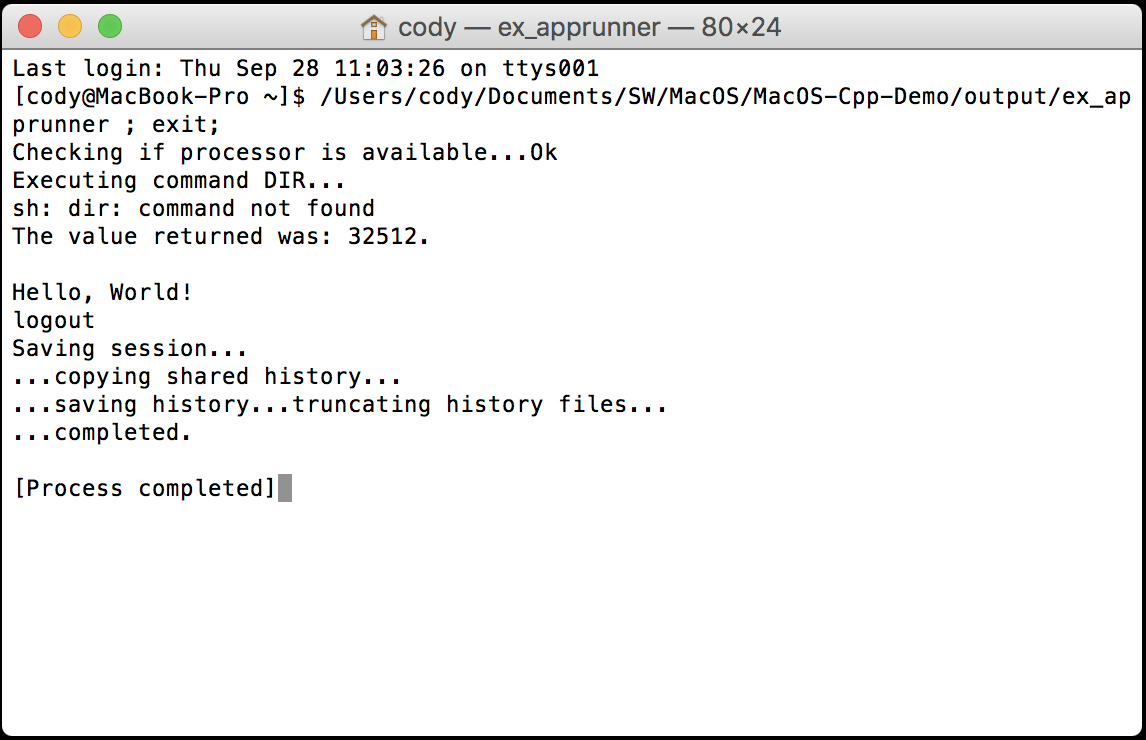 cody — ex_apprunner — 80×24
Last login: Thu Sep 28 11:03:26 on ttys001
[cody@MacBook-Pro ~]$ /Users/cody/Documents/SW/MacOS/MacOS-Cpp-Demo/output/ex_ap
prunner ; exit;
Checking if processor is available...Ok
Executing command DIR...
sh: dir: command not found
The value returned was: 32512.
Hello, World!
logout
Saving session...
...copying shared history...
...saving history...truncating history files...
...completed.
[Process completed]